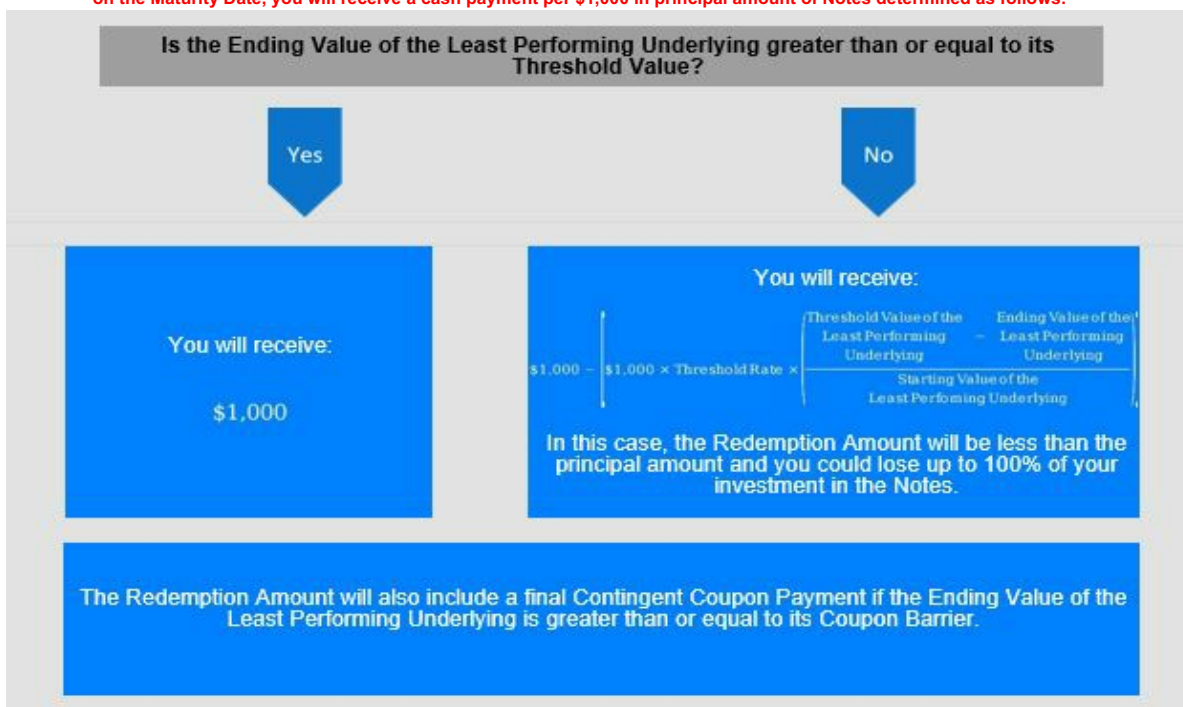 on the Maturity Date, you will receive a cash payment per $1,000 in principal amount of Notes determined as follows:
Is the Ending Value of the Least Performing Underlying greater than or equal to its
Threshold Value?
Yes
No
You will receive:
$1,000
You will receive:
Threshold Value of the Ending Value of the
Least Performing – Least Performing
Underlying Underlying
$1,000 – $1,000 × Threshold Rate ×
Starting Value of the
Least Perfoming Underlying
In this case, the Redemption Amount will be less than the
principal amount and you could lose up to 100% of your
investment in the Notes.
The Redemption Amount will also include a final Contingent Coupon Payment if the Ending Value of the
Least Performing Underlying is greater than or equal to its Coupon Barrier.